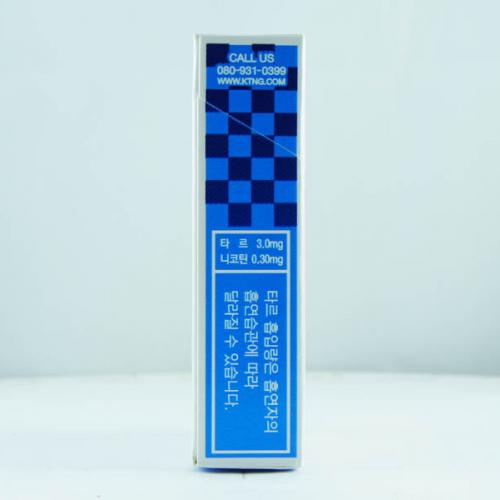 CALL US
080-931-0399
WWW.KTNG.COM
타 르 3.0mg
니코틴 0.30mg
타르 흡입량은 흡연자의
흡연습관에 따라
달라질 수 있습니다.